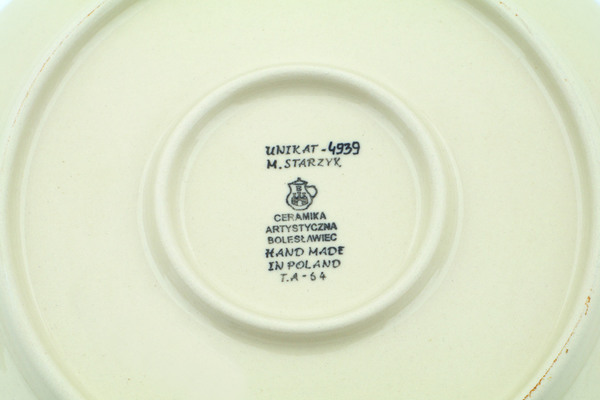 UNIKAT-4939
M. STARZYK
CERAMIKA
ARTYSTYCZNA
BOLESŁAWIEC
HAND MADE
IN POLAND
T.A-64